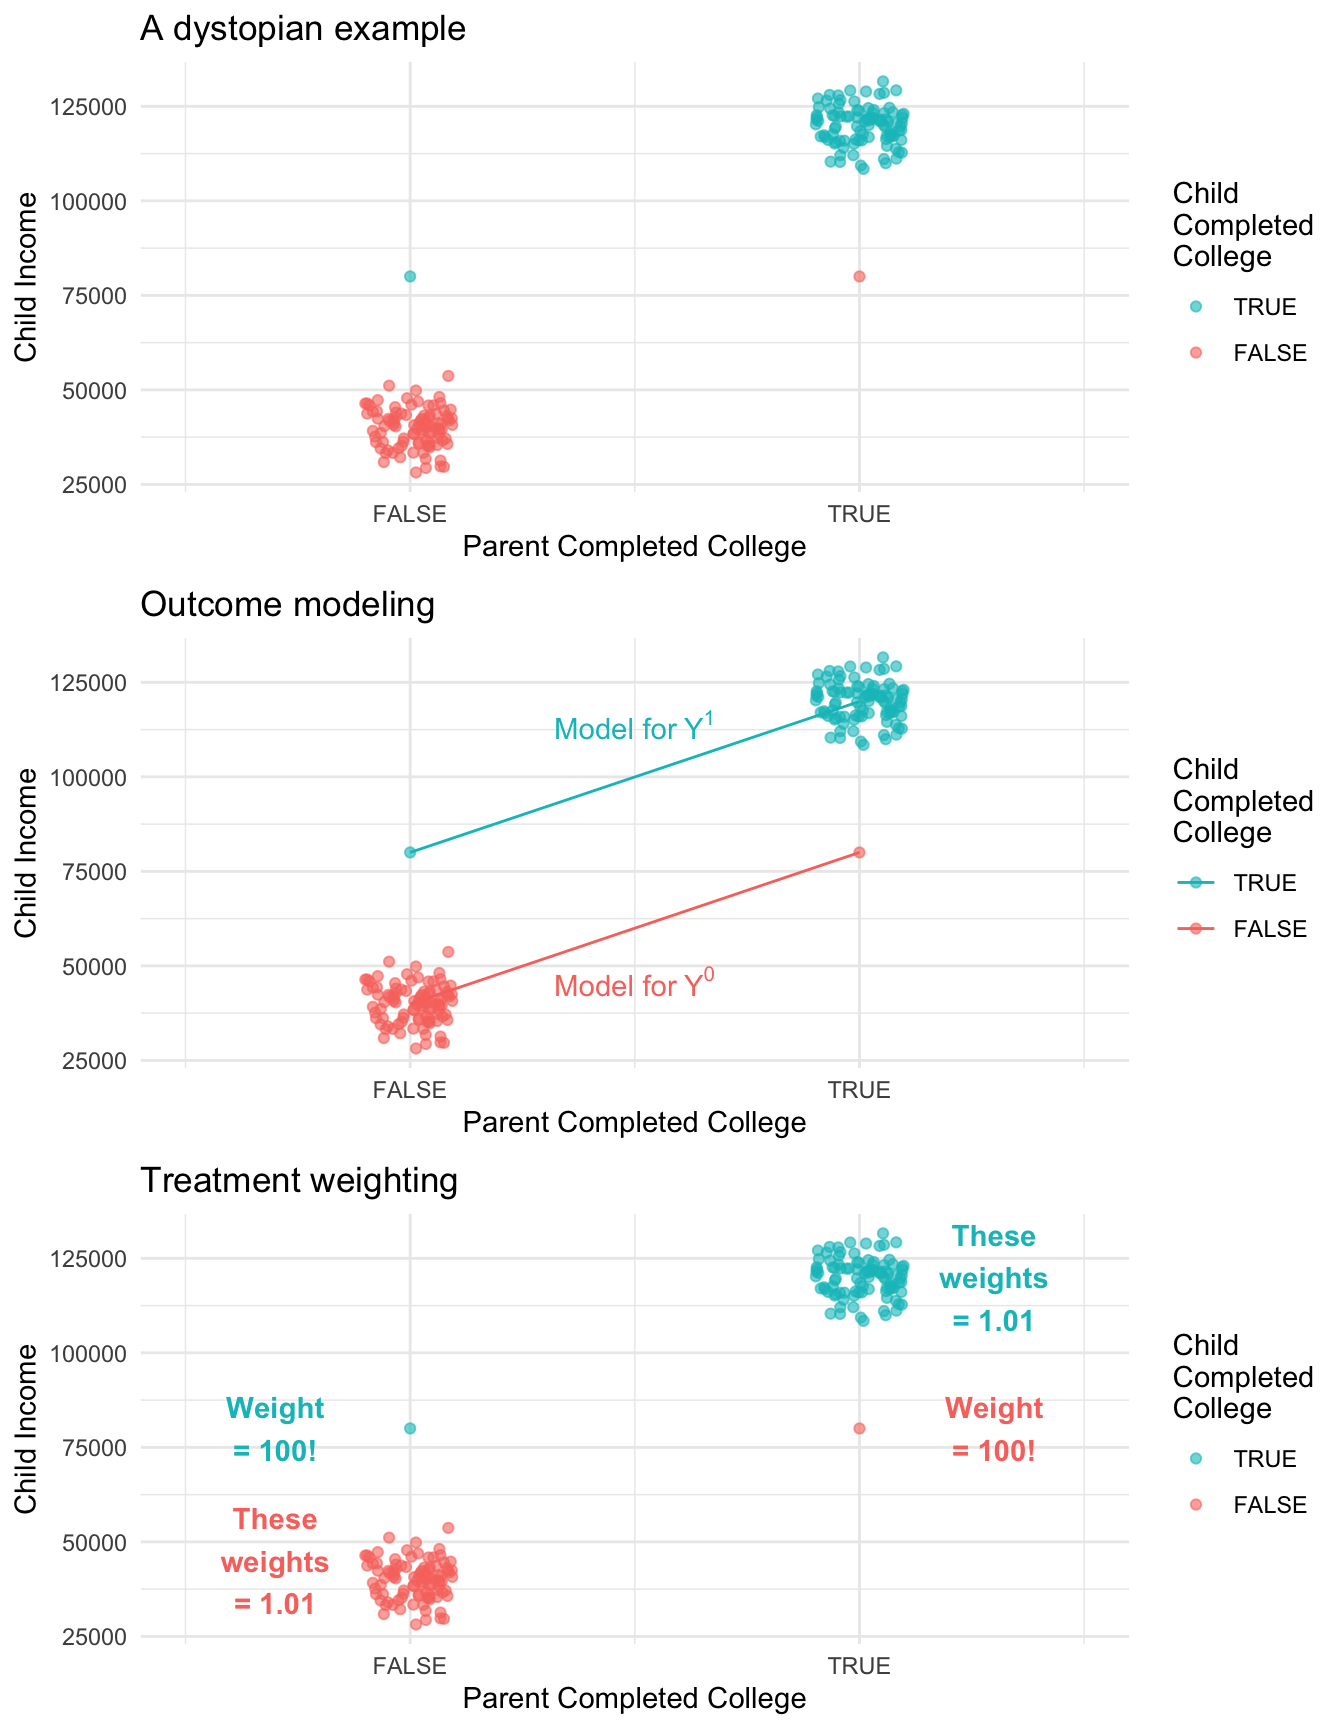 A dystopian example
125000
100000
75000
50000
25000
Child Income
FALSE
TRUE
Parent Completed College
Child
Completed
College
TRUE
FALSE
Outcome modeling
125000
100000
75000
50000
25000
Child Income
Model for Y¹
Model for Y⁰
FALSE
TRUE
Parent Completed College
Child
Completed
College
TRUE
FALSE
Treatment weighting
125000
100000
75000
50000
25000
Child Income
These
weights
= 1.01
Weight
= 100!
Weight
= 100!
These
weights
= 1.01
FALSE
TRUE
Parent Completed College
Child
Completed
College
TRUE
FALSE